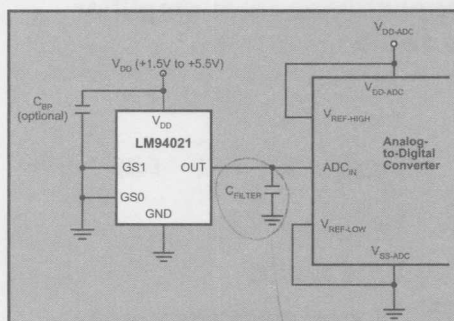 V_DD-ADC
V_DD (+1.5V to +5.5V)
C_BP
(optional)
V_DD
LM94021
GS1
OUT
GS0
GND
C_FILTER
V_DD-ADC
V_REF-HIGH
Analog-
to-Digital
Converter
ADC_IN
V_REF-LOW
V_SS-ADC